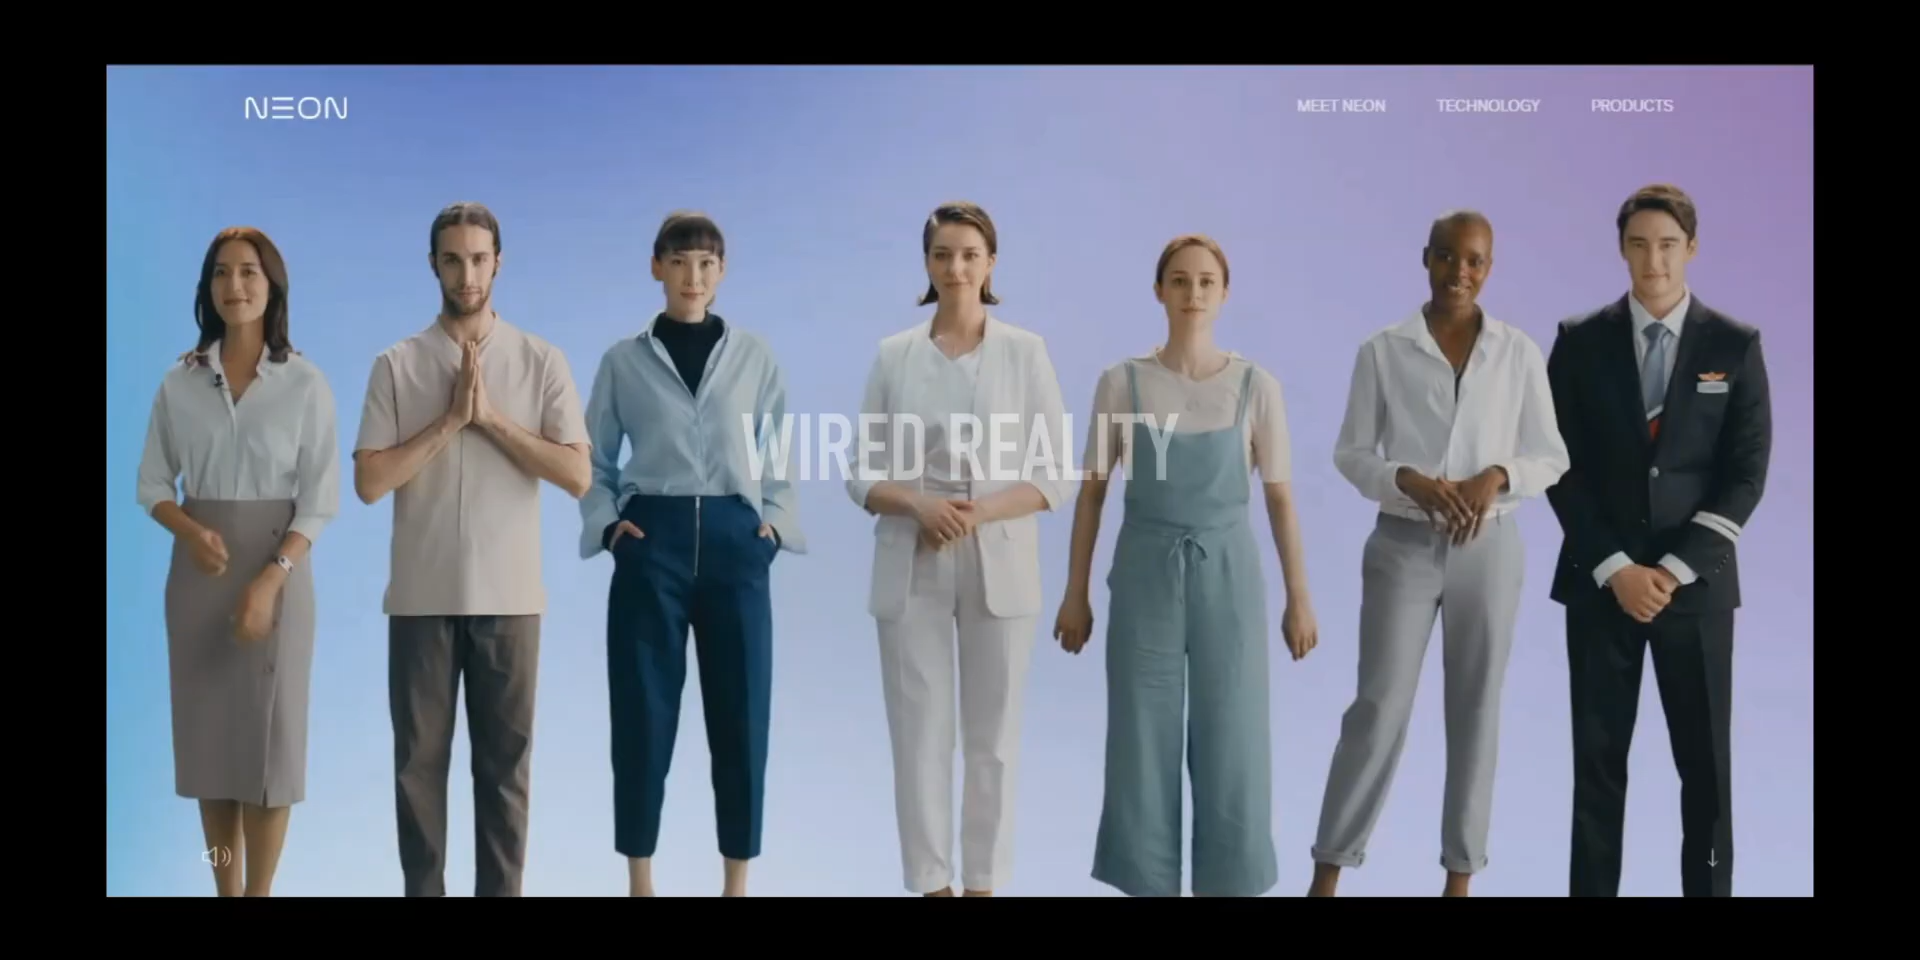 NEON
MEET NEON
TECHNOLOGY
PRODUCTS
WIRED REALITY